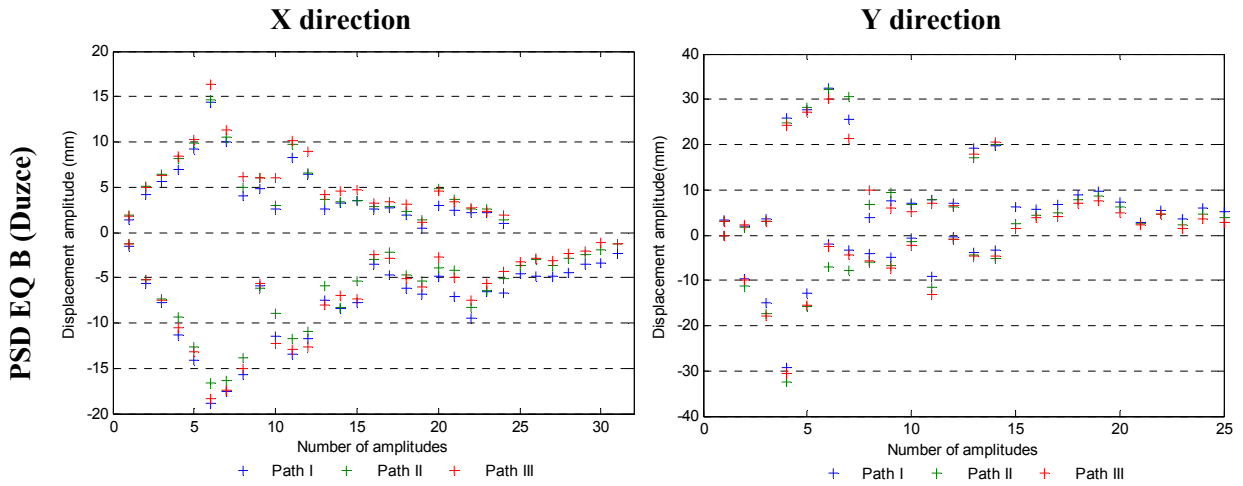 X direction
Y direction
PSD EQ B (Duzce)
Displacement amplitude (mm)
20
15
10
5
0
-5
-10
-15
-20
0 5 10 15 20 25 30
Number of amplitudes
Path I Path II Path III
Displacement amplitude(mm)
40
30
20
10
0
-10
-20
-30
-40
0 5 10 15 20 25
Number of amplitudes
Path I Path II Path III